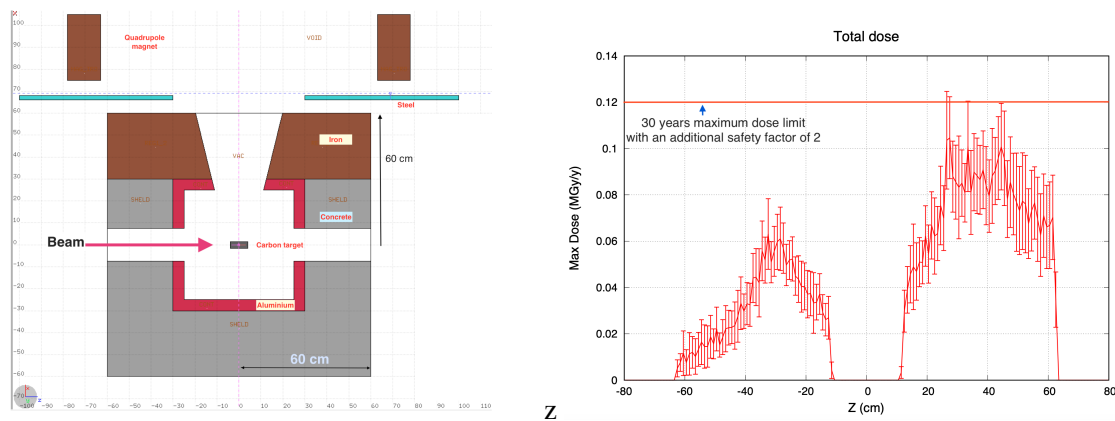 X
100
90
80
70
60
50
40
30
20
10
0
-10
-20
-30
-40
-50
-60
-70
Quadrupole
magnet
VOID
Steel
Iron
60 cm
VAC
SHELD
SHELD
Concrete
Beam
Carbon target
Aluminium
SHELD
60 cm
z
-100 -90 -80 -70 -60 -50 -40 -30 -20 -10 0 10 20 30 40 50 60 70 80 90 100 110
Z
Total dose
Max Dose (MGy/y)
0.14
0.12
0.1
0.08
0.06
0.04
0.02
0
30 years maximum dose limit
with an additional safety factor of 2
-80 -60 -40 -20 0 20 40 60 80
Z (cm)